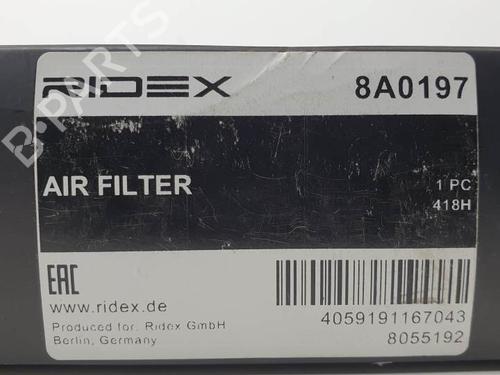 RIDEX 8A0197
AIR FILTER
1 PC
418H
EAC
www.ridex.de
Produced for: Ridex GmbH
Berlin, Germany
4059191167043
8055192
B-PARTS